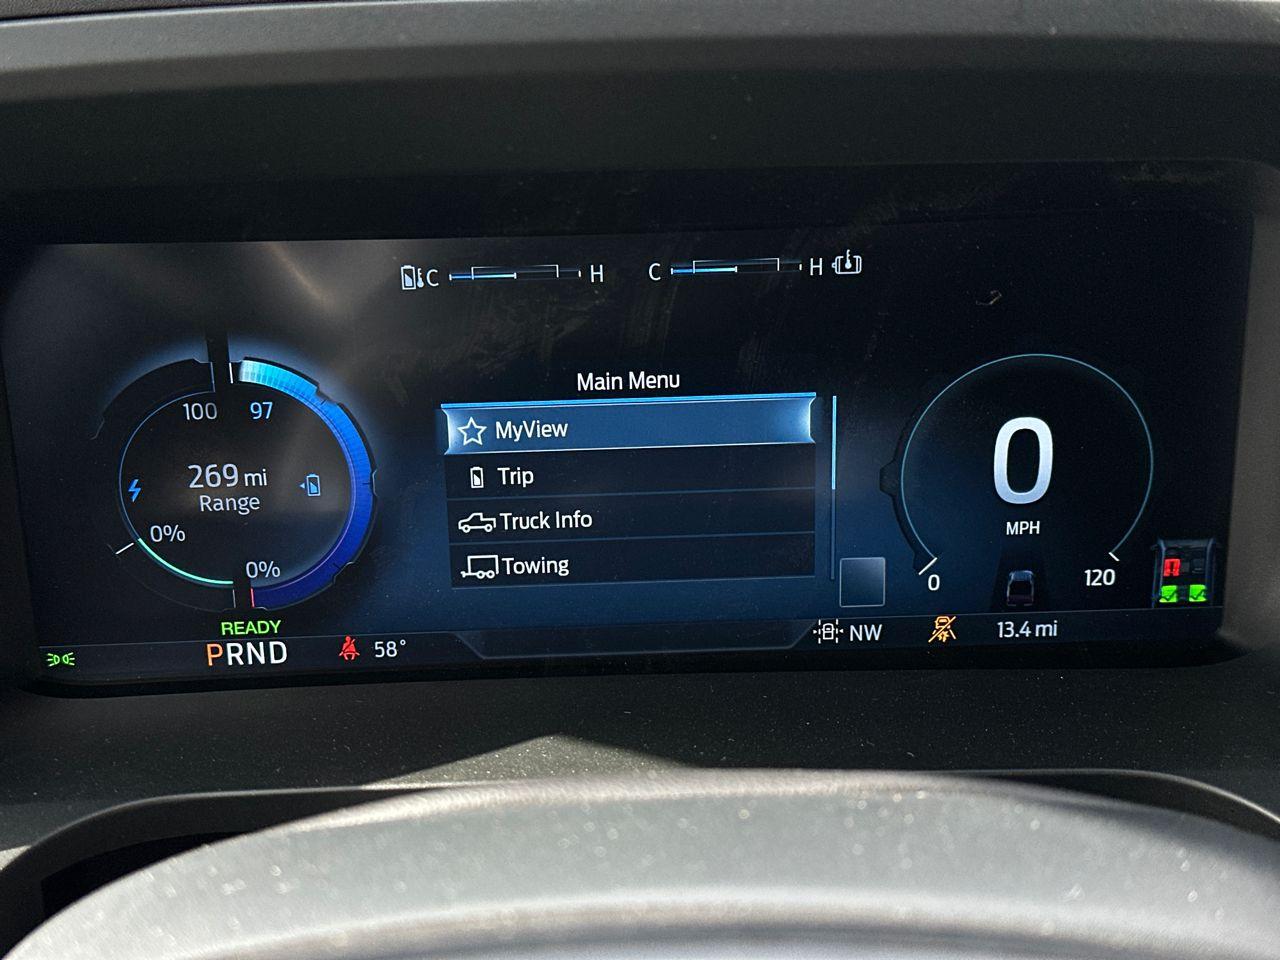 C H C H
Main Menu
MyView
Trip
Truck Info
Towing
100 97
269 mi
Range
0%
0%
READY
PRND
58°
NW
0
MPH
0 120
13.4 mi